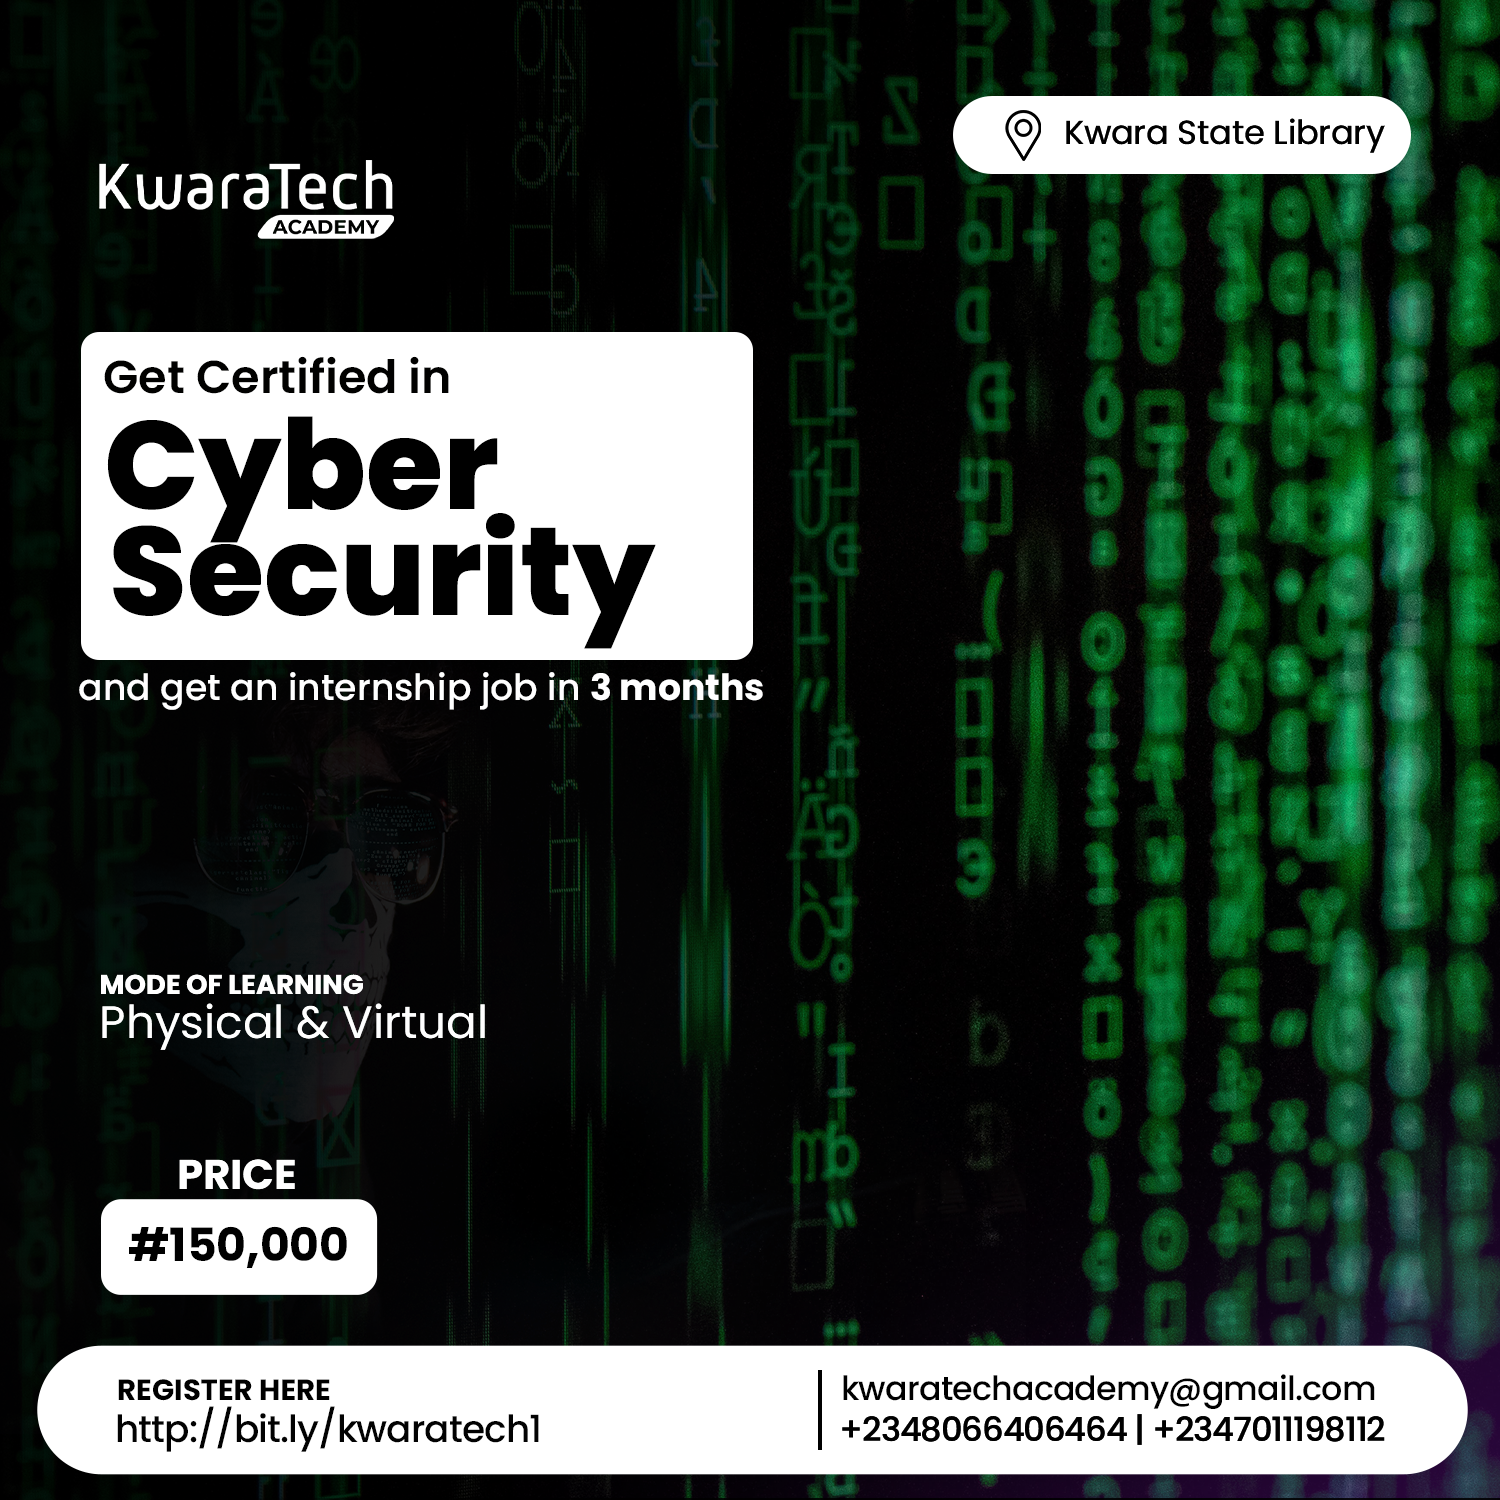 KwaraTech
ACADEMY
Kwara State Library
Get Certified in
Cyber
Security
and get an internship job in 3 months
MODE OF LEARNING
Physical & Virtual
PRICE
#150,000
REGISTER HERE
http://bit.ly/kwaratech1
kwaratechacademy@gmail.com
+2348066406464 | +2347011198112